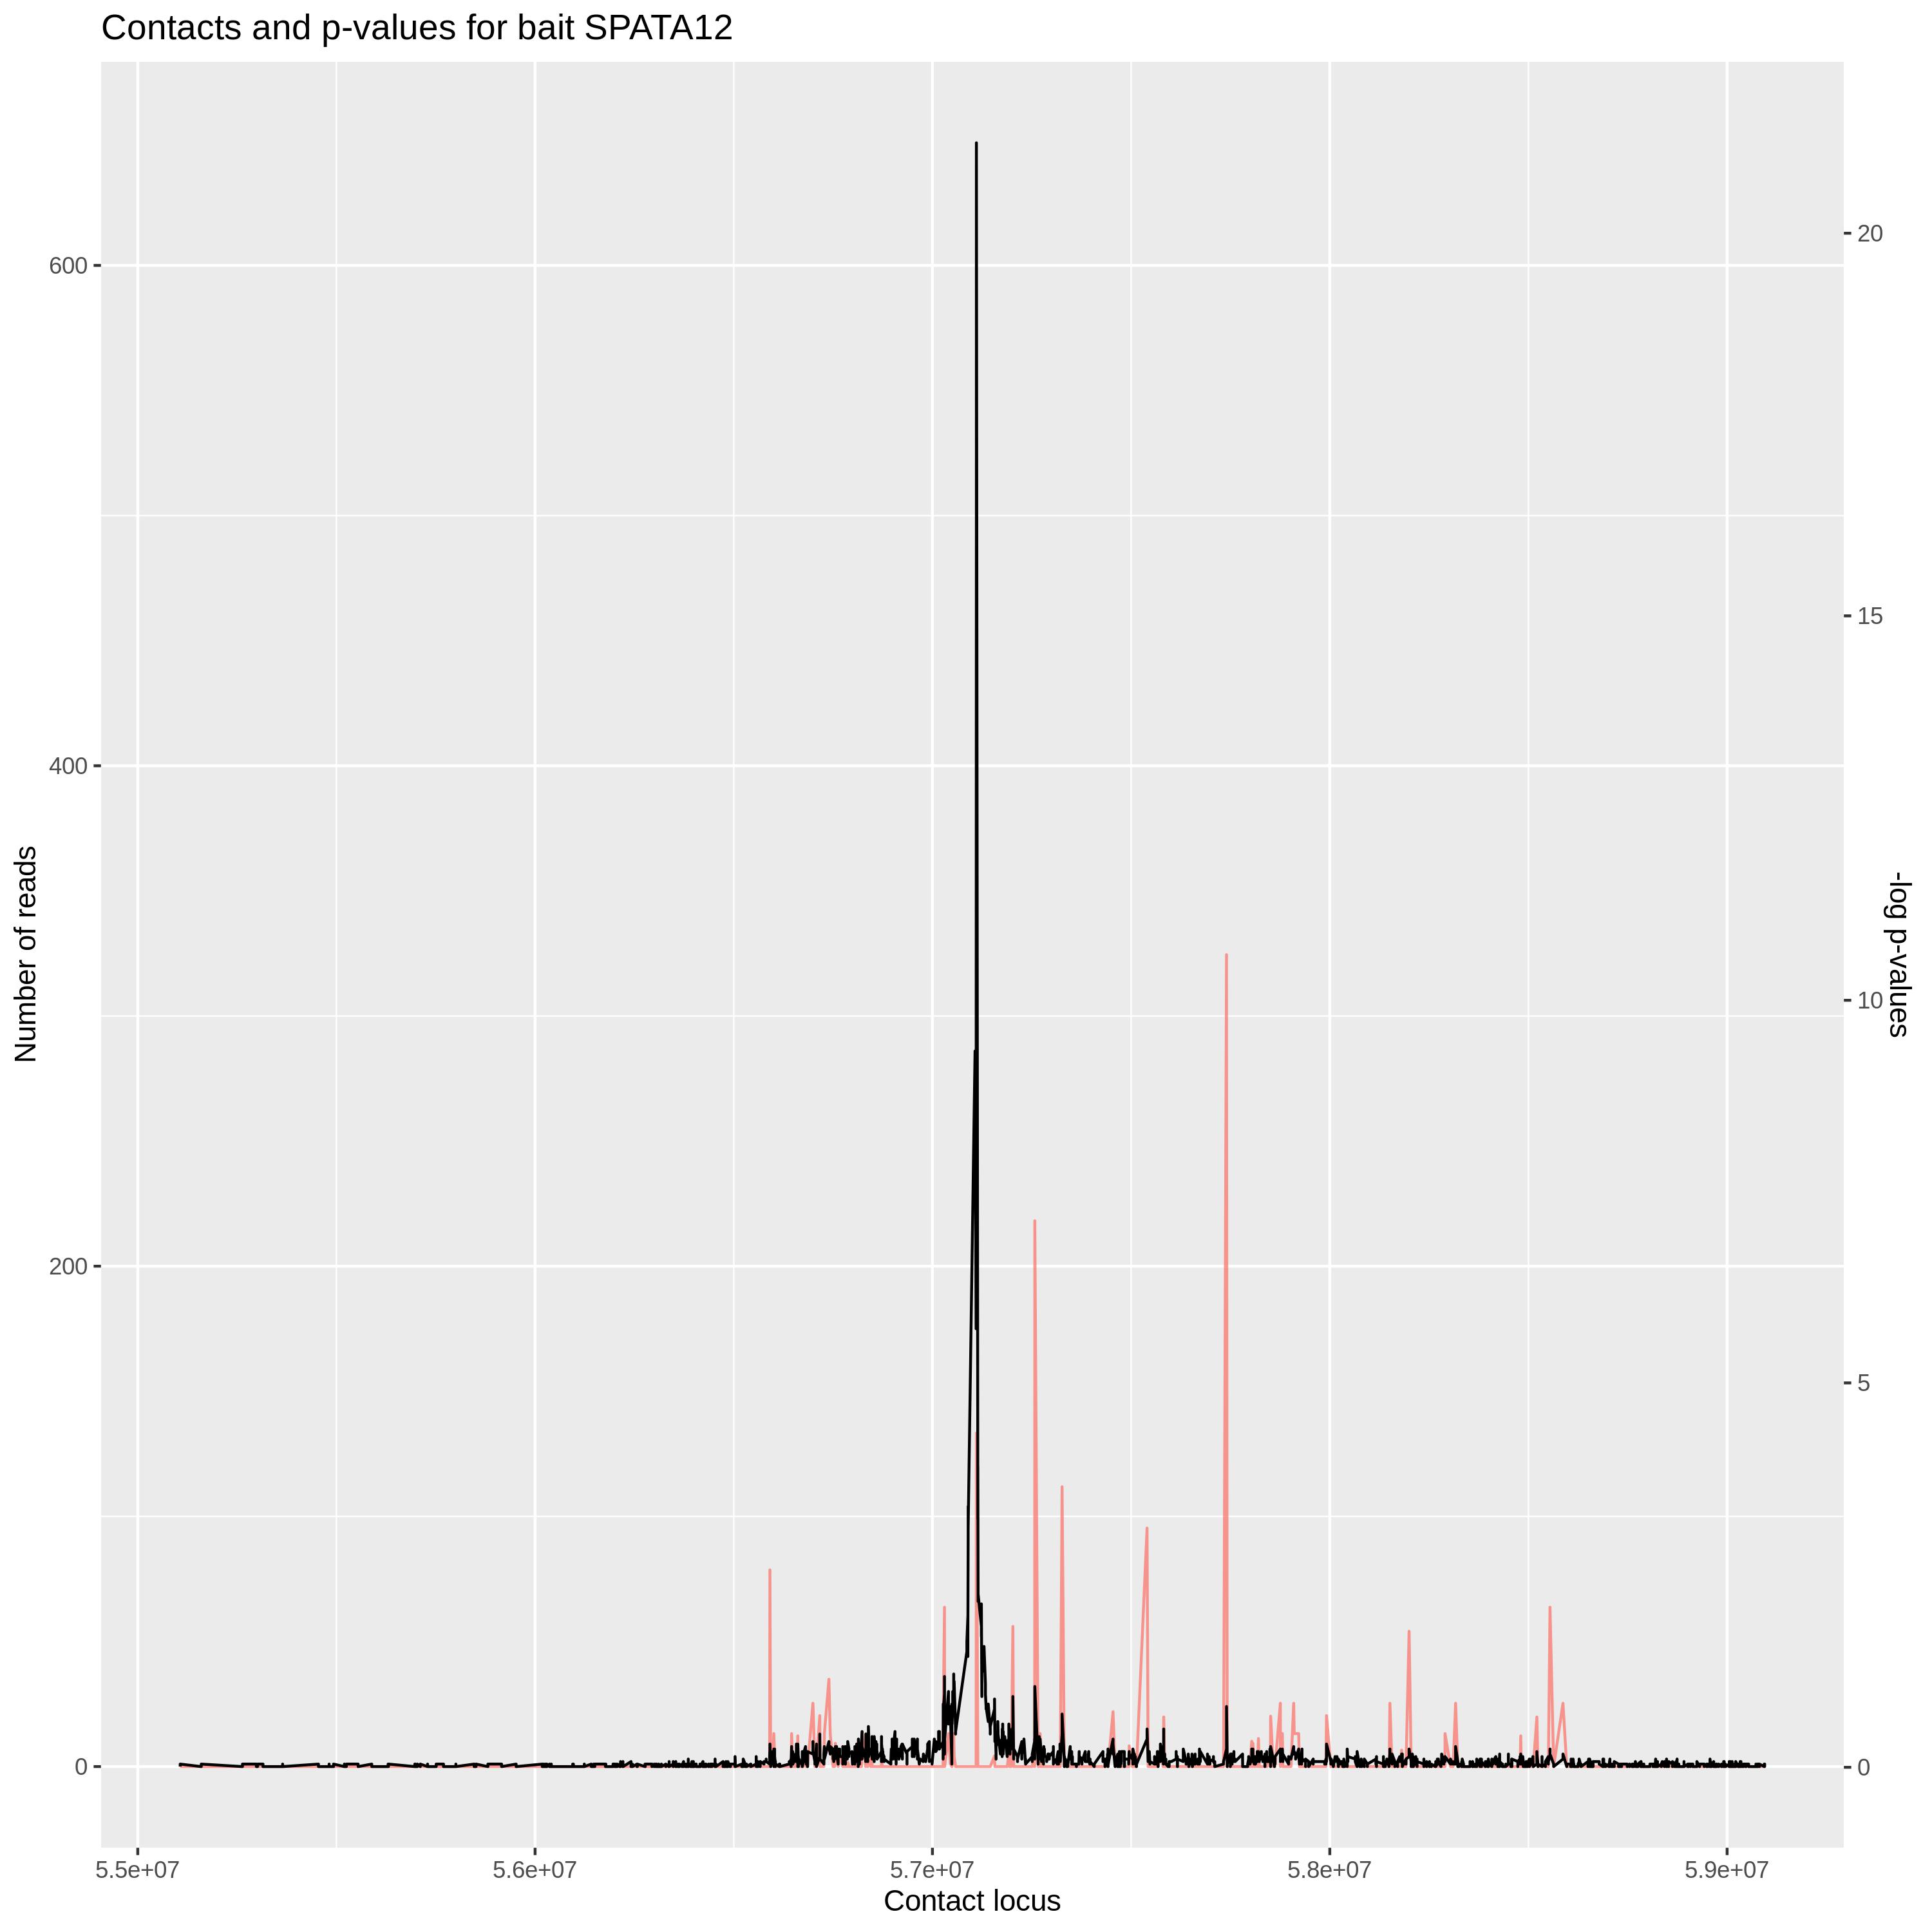 Contacts and p-values for bait SPATA12
Number of reads
600
400
200
0
20
15
10
5
0
-log p-values
5.5e+07
5.6e+07
5.7e+07
5.8e+07
5.9e+07
Contact locus